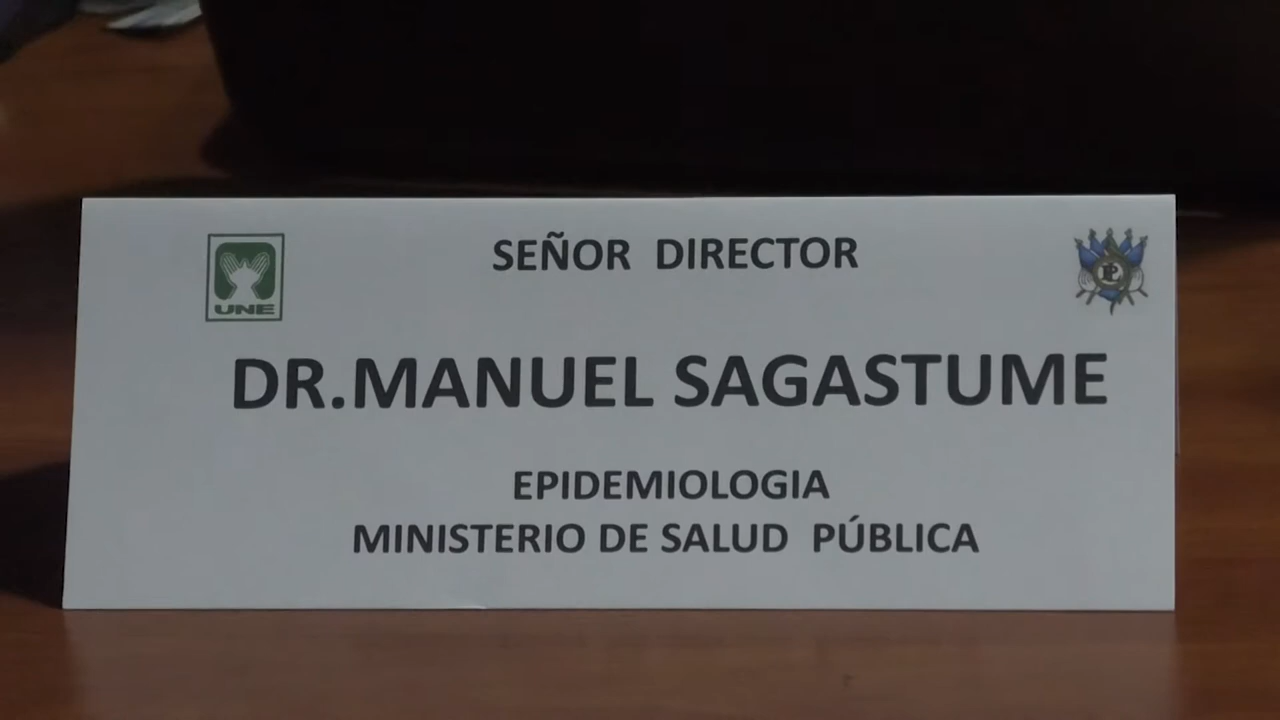 SEÑOR DIRECTOR
UNE
DR.MANUEL SAGASTUME
EPIDEMIOLOGIA
MINISTERIO DE SALUD PÚBLICA